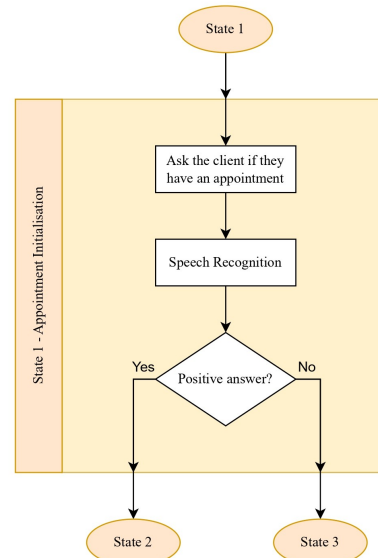 State 1
State 1 - Appointment Initialisation
Ask the client if they
have an appointment
Speech Recognition
Positive answer?
Yes
No
State 2
State 3